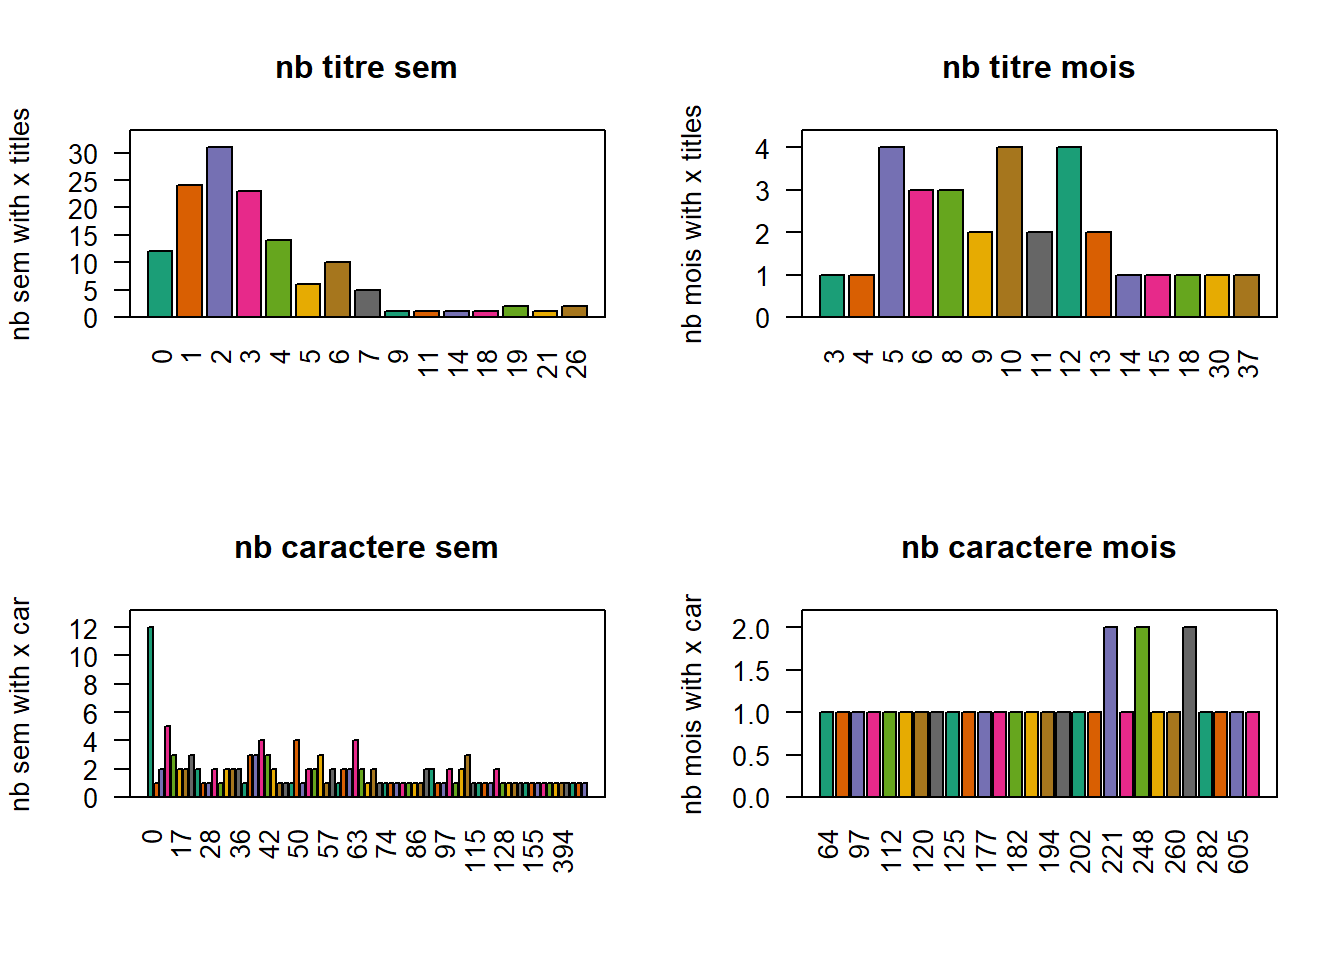 nb titre sem
nb sem with x titles
30
25
20
15
10
5
0
0 1 2 3 4 5 6 7 9 11 14 18 19 21 26
nb titre mois
nb mois with x titles
4
3
2
1
0
3 4 5 6 8 9 10 11 12 13 14 15 18 30 37
nb caractere sem
nb sem with x car
12
10
8
6
4
2
0
0 17 28 36 42 50 57 63 74 86 97 115 128 155 394
nb caractere mois
nb mois with x car
2.0
1.5
1.0
0.5
0.0
64 97 112 120 125 177 182 194 202 221 248 260 282 605